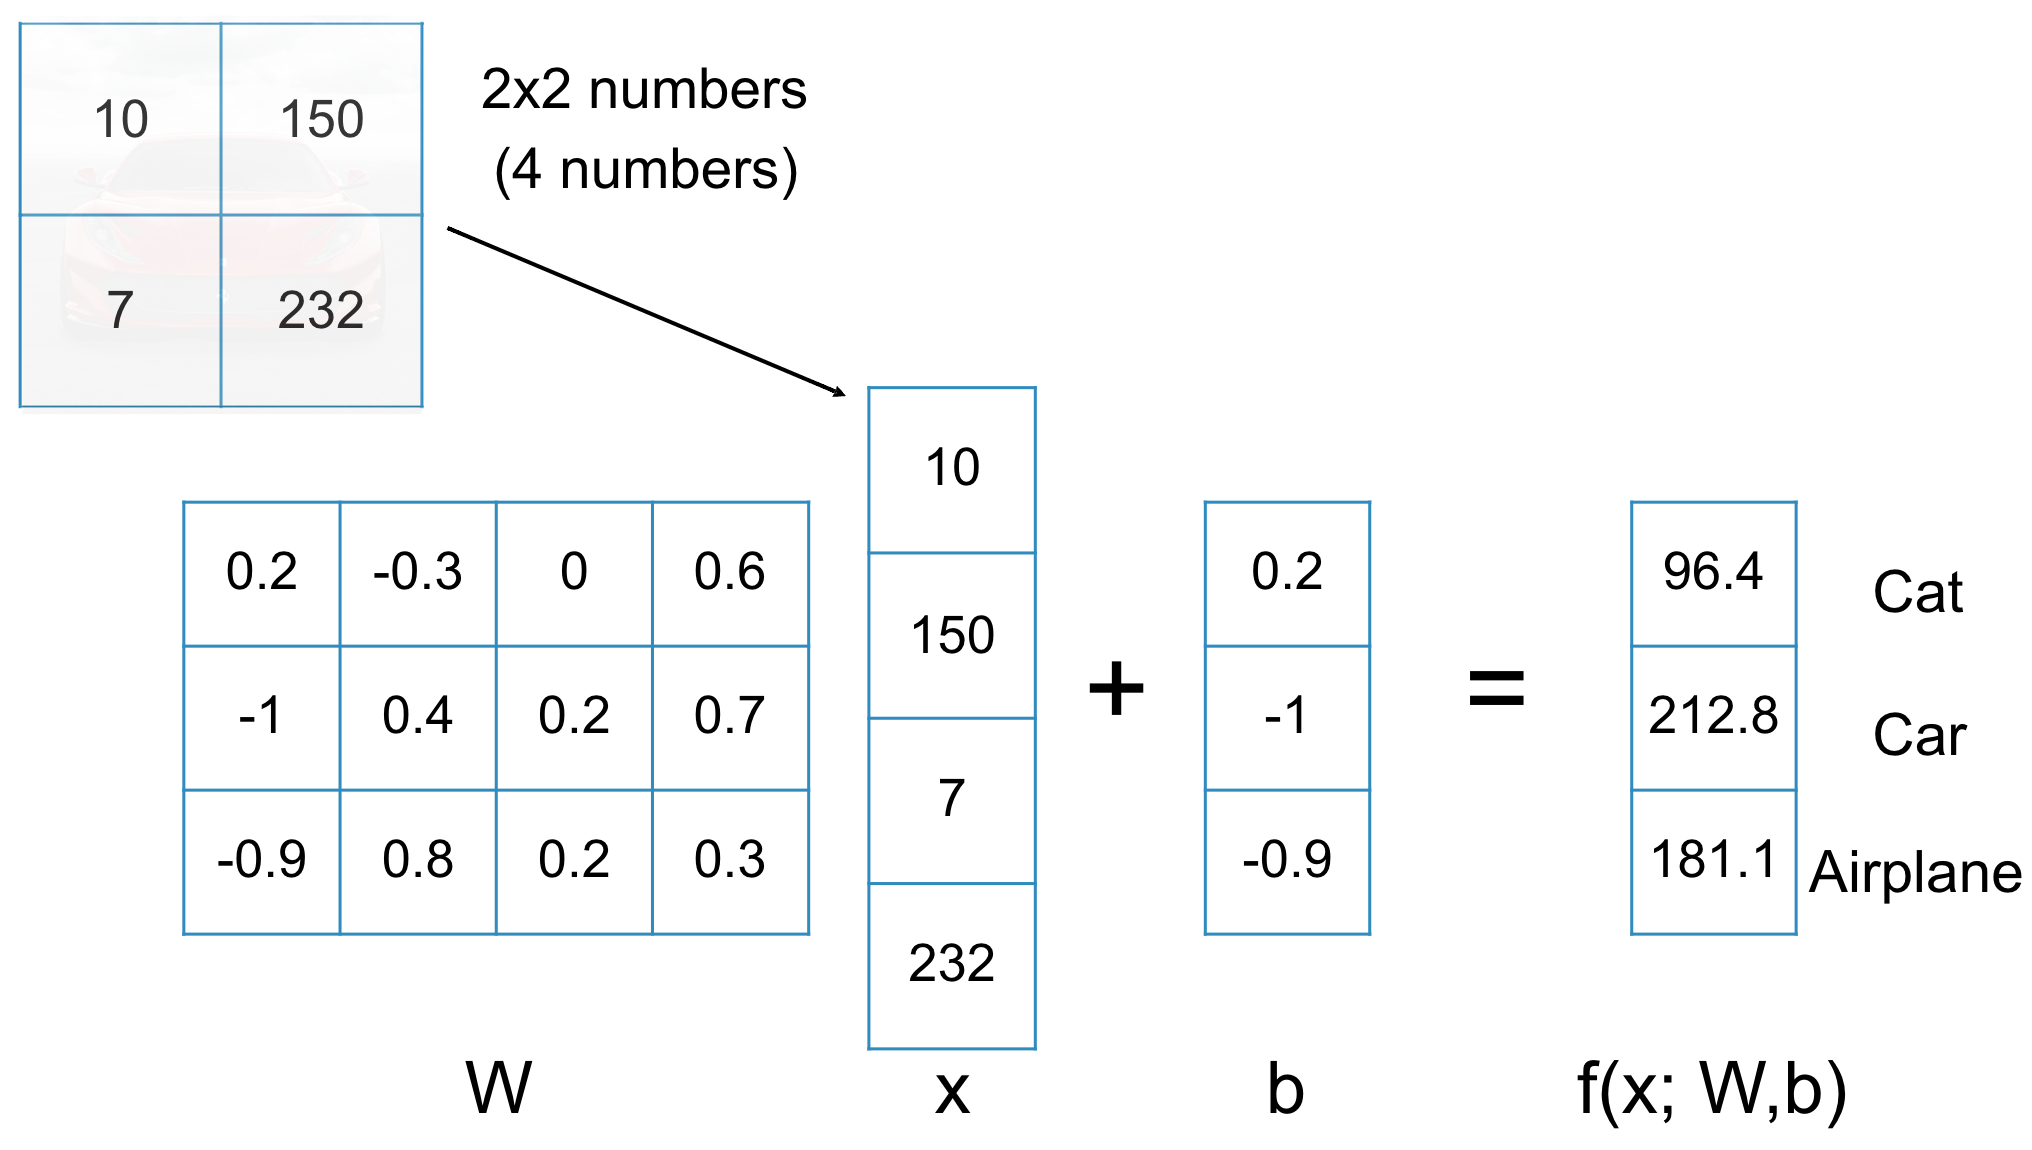 10 150
7 232
2x2 numbers
(4 numbers)
0.2 -0.3 0 0.6
-1 0.4 0.2 0.7
-0.9 0.8 0.2 0.3
W
10
150
7
232
x
+
0.2
-1
-0.9
b
=
96.4 Cat
212.8 Car
181.1 Airplane
f(x; W,b)